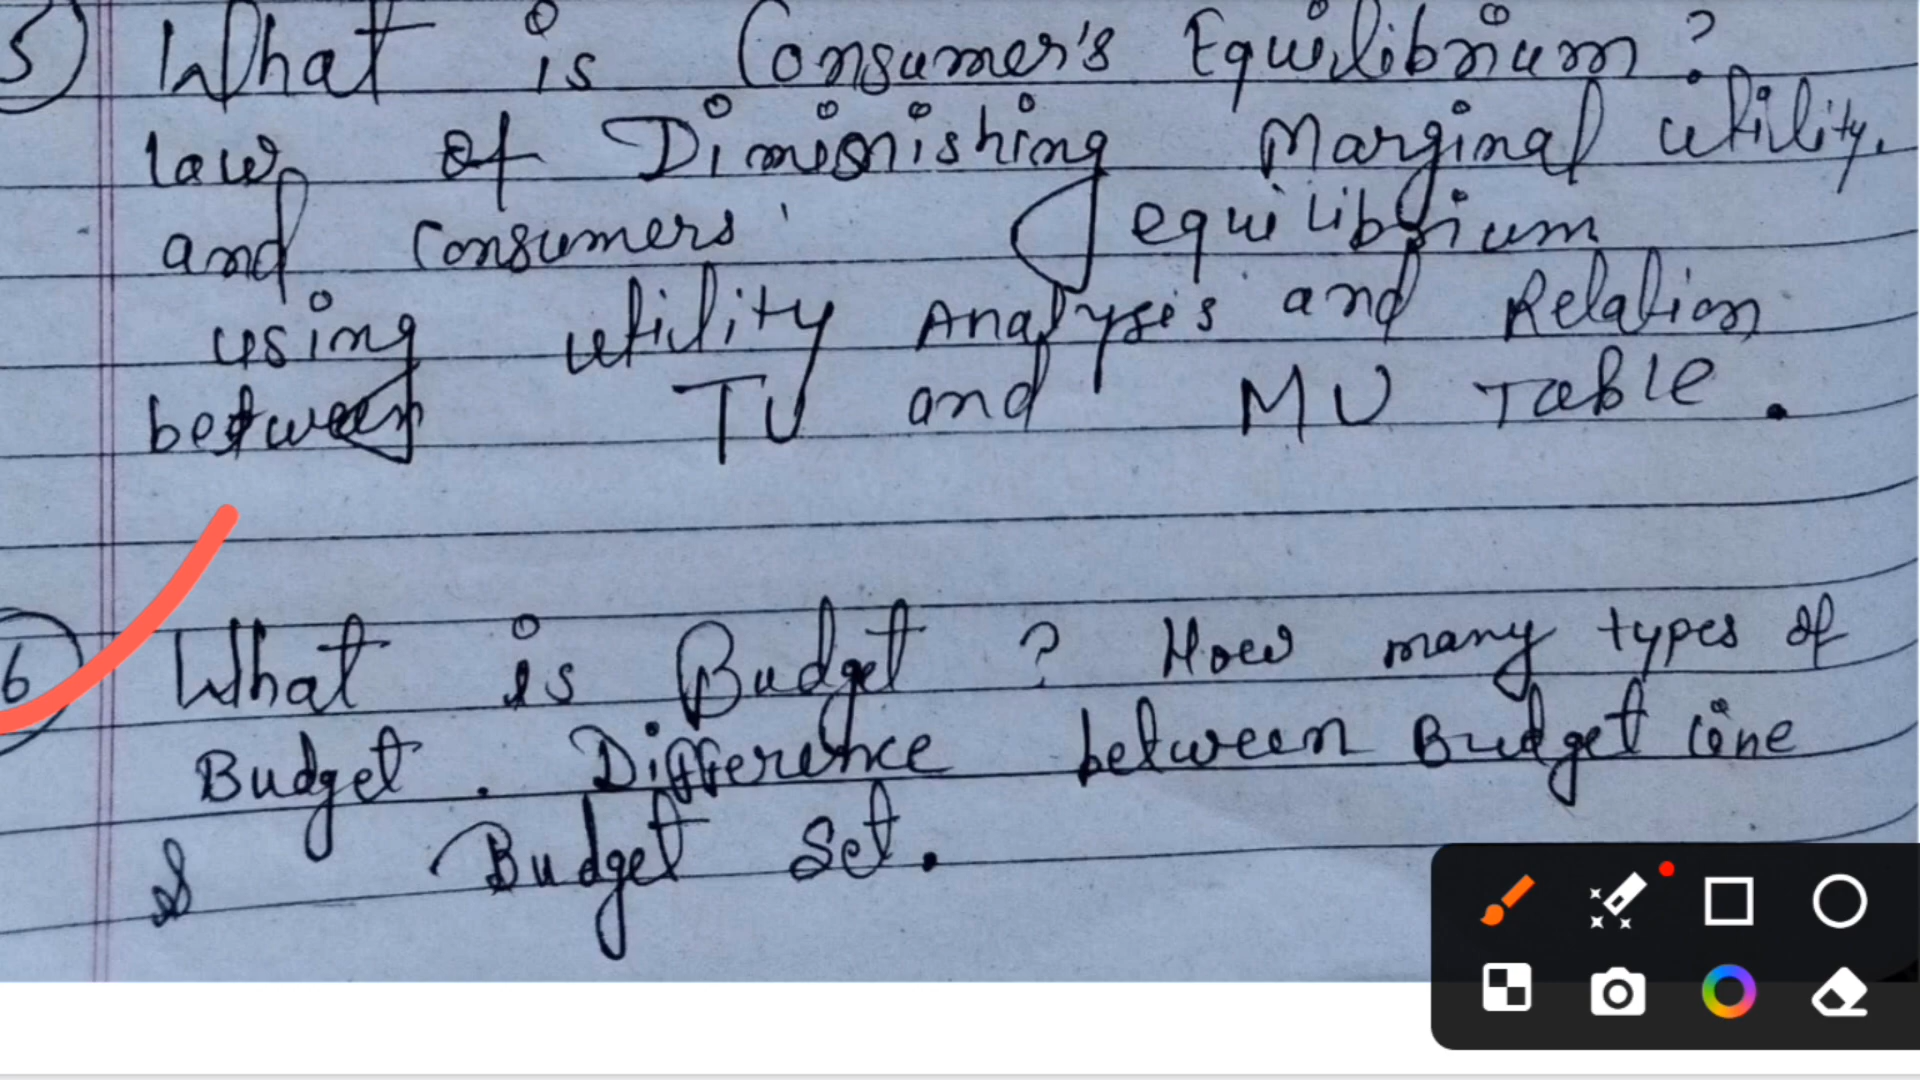 5) What is Consumer's Equilibrium?
law of Diminishing Marginal utility.
and Consumers' equilibrium
using utility Analysis and Relation
between TU and MU Table.
6 What is Budget? How many types of
Budget. Difference between Budget line
& Budget Set.